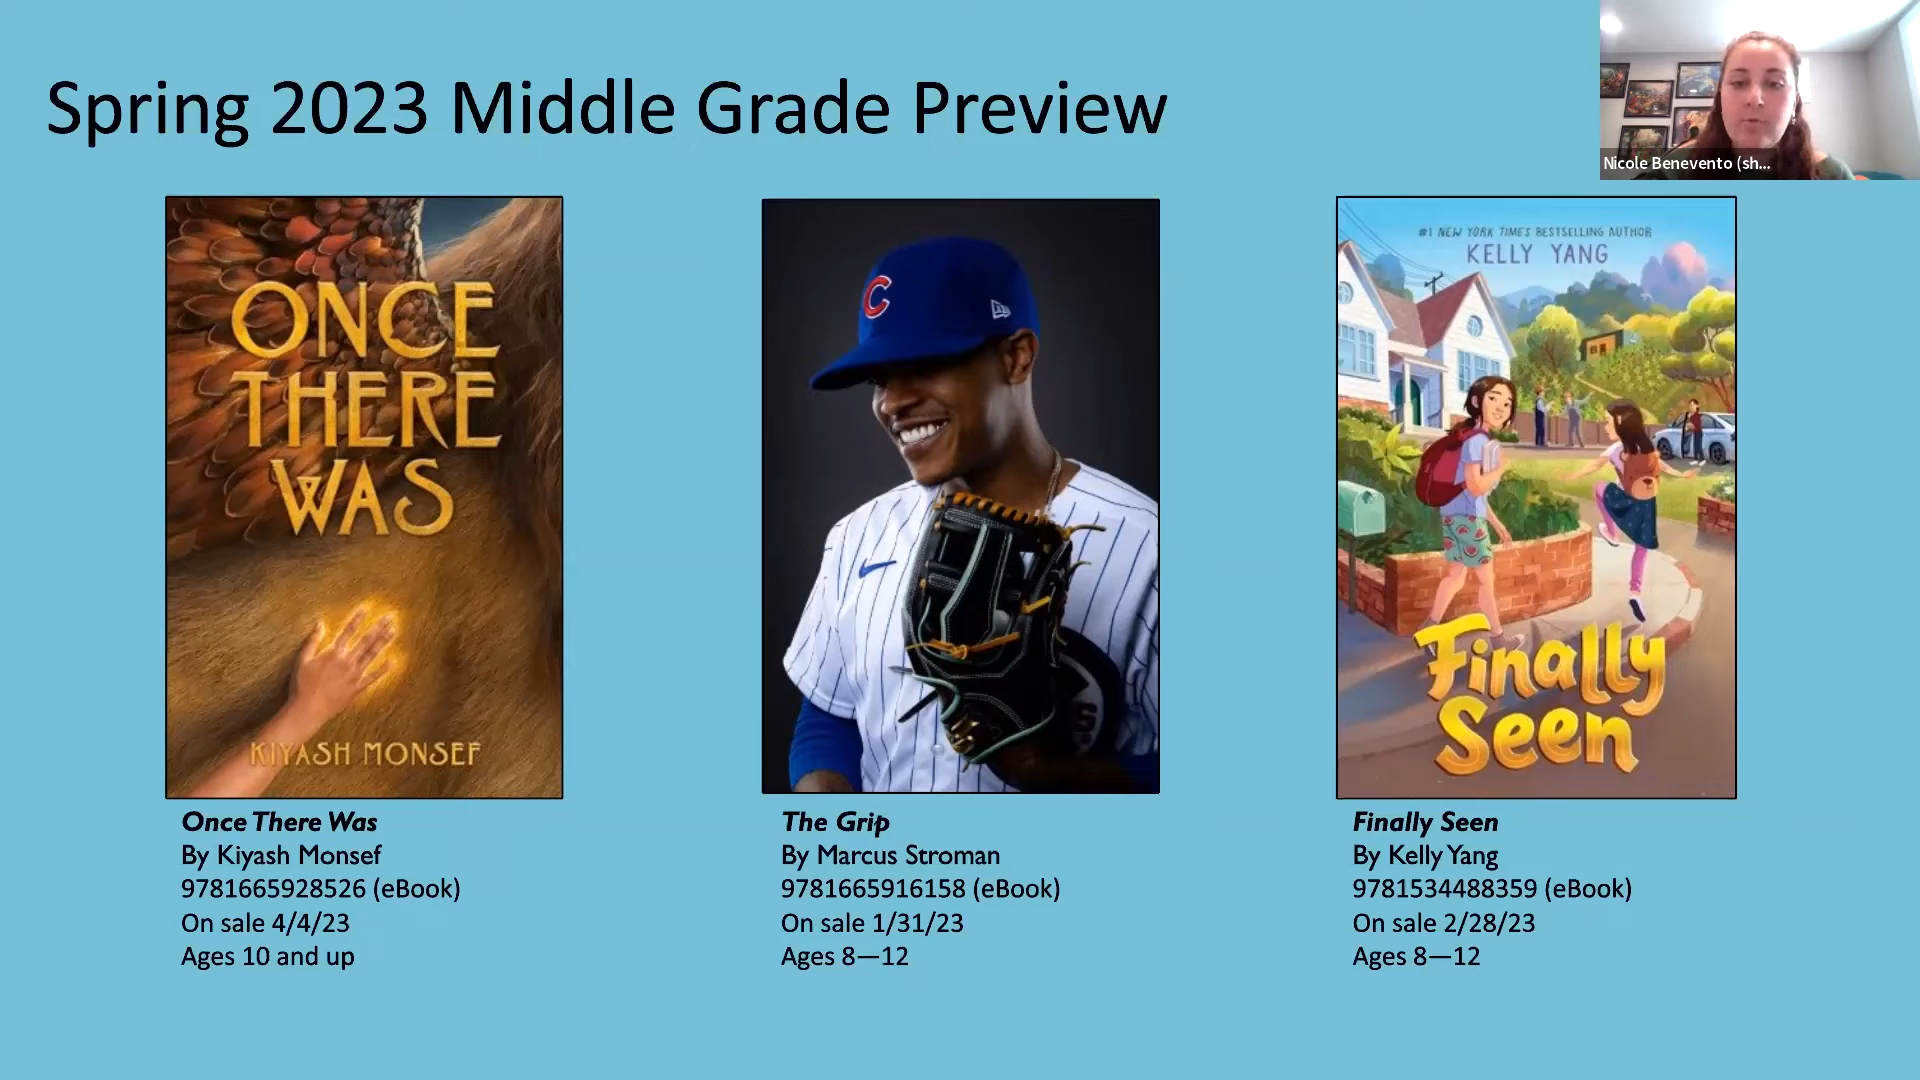 Spring 2023 Middle Grade Preview
Nicole Benevento (sh...
ONCE
THERE
WAS
KIYASH MONSEF
Once There Was
By Kiyash Monsef
9781665928526 (eBook)
On sale 4/4/23
Ages 10 and up
C
The Grip
By Marcus Stroman
9781665916158 (eBook)
On sale 1/31/23
Ages 8—12
#1 NEW YORK TIMES BESTSELLING AUTHOR
KELLY YANG
Finally
Seen
Finally Seen
By Kelly Yang
9781534488359 (eBook)
On sale 2/28/23
Ages 8—12